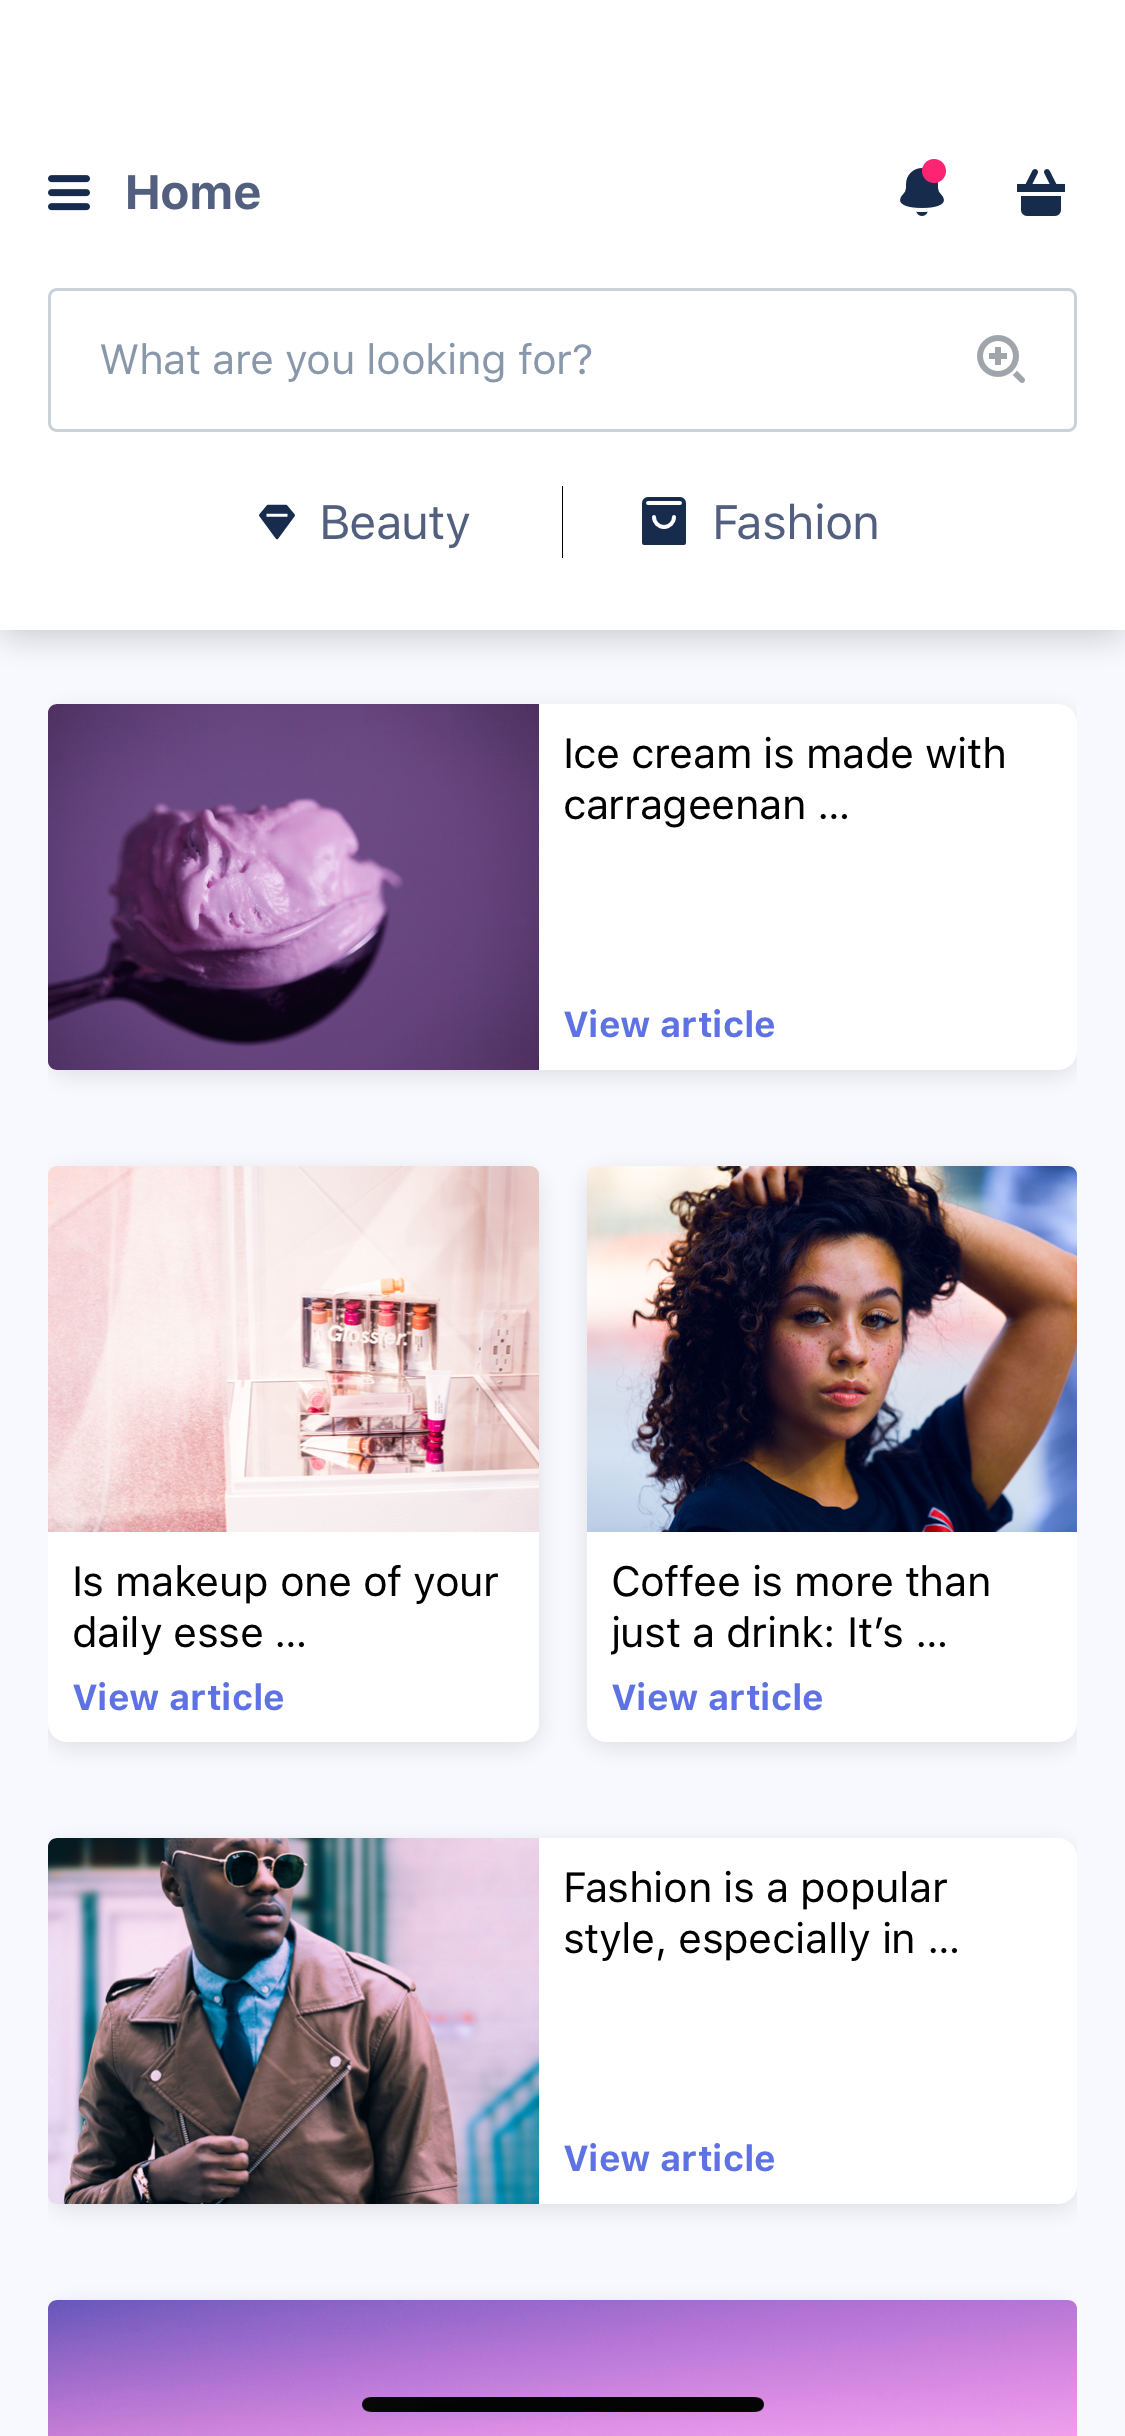 Home
What are you looking for?
Beauty
Fashion
Ice cream is made with
carrageenan ...
View article
Glossier.
Is makeup one of your
daily esse ...
View article
Coffee is more than
just a drink: It’s ...
View article
Fashion is a popular
style, especially in ...
View article